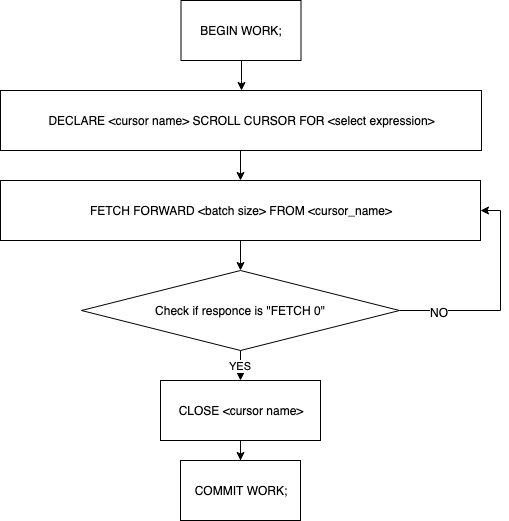 BEGIN WORK;
DECLARE <cursor name> SCROLL CURSOR FOR <select expression>
FETCH FORWARD <batch size> FROM <cursor_name>
Check if responce is "FETCH 0"
NO
YES
CLOSE <cursor name>
COMMIT WORK;